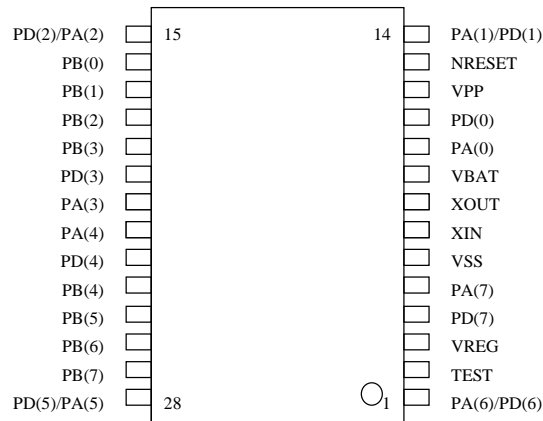 PD(2)/PA(2) 15 14 PA(1)/PD(1)
PB(0) NRESET
PB(1) VPP
PB(2) PD(0)
PB(3) PA(0)
PD(3) VBAT
PA(3) XOUT
PA(4) XIN
PD(4) VSS
PB(4) PA(7)
PB(5) PD(7)
PB(6) VREG
PB(7) TEST
PD(5)/PA(5) 28 1 PA(6)/PD(6)